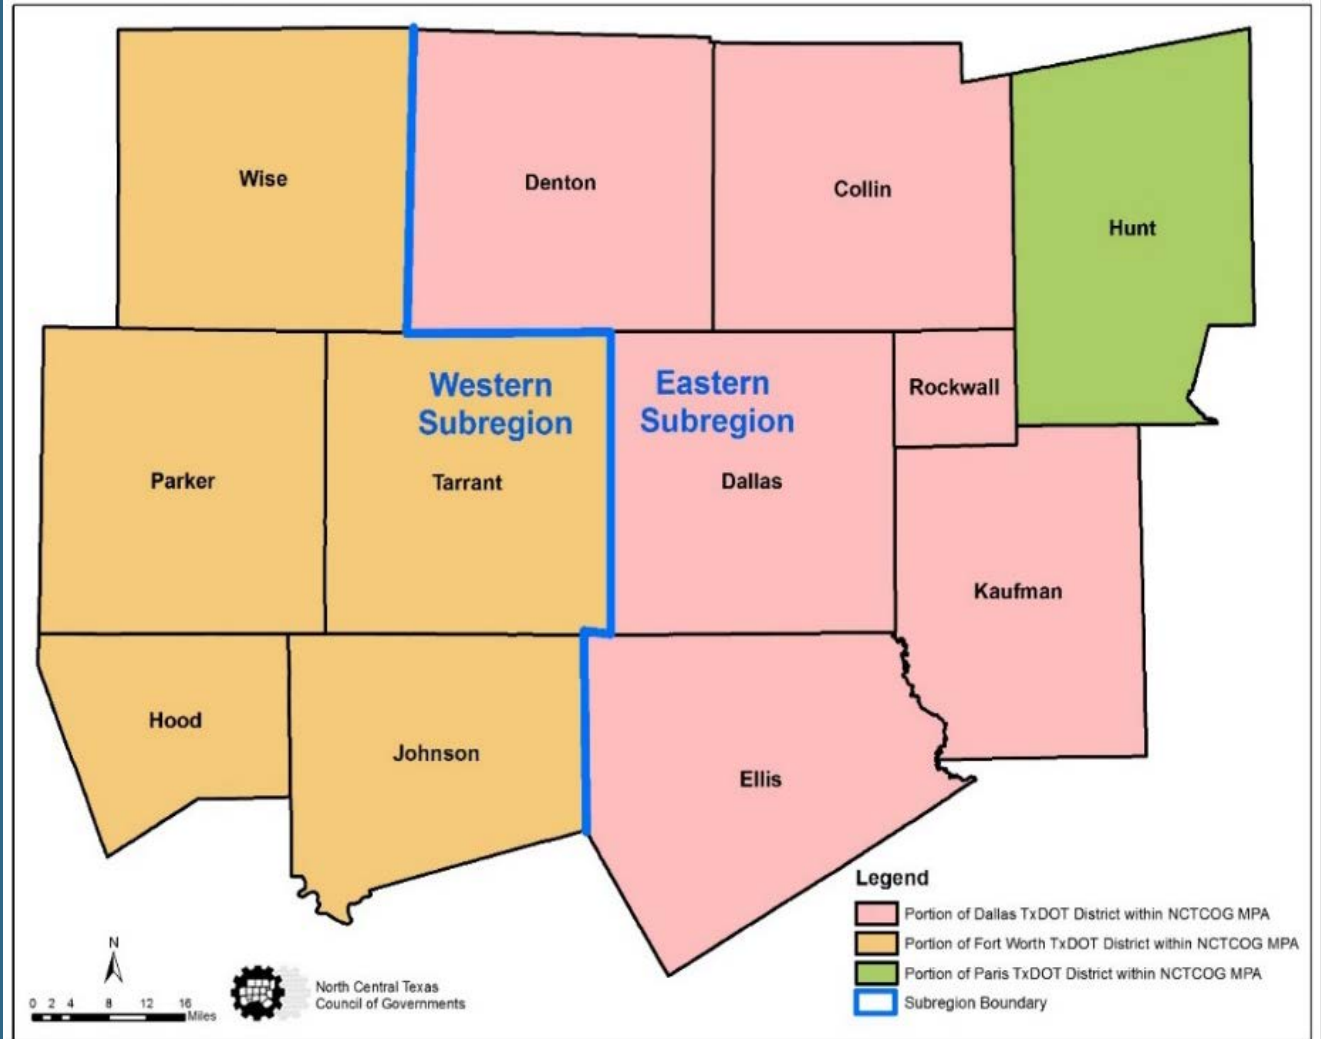 Wise
Denton
Collin
Hunt
Western
Subregion
Eastern
Subregion
Rockwall
Parker
Tarrant
Dallas
Kaufman
Hood
Johnson
Ellis
Legend
Portion of Dallas TxDOT District within NCTCOG MPA
Portion of Fort Worth TxDOT District within NCTCOG MPA
Portion of Paris TxDOT District within NCTCOG MPA
Subregion Boundary
N
0 2 4 8 12 16
Miles
North Central Texas
Council of Governments